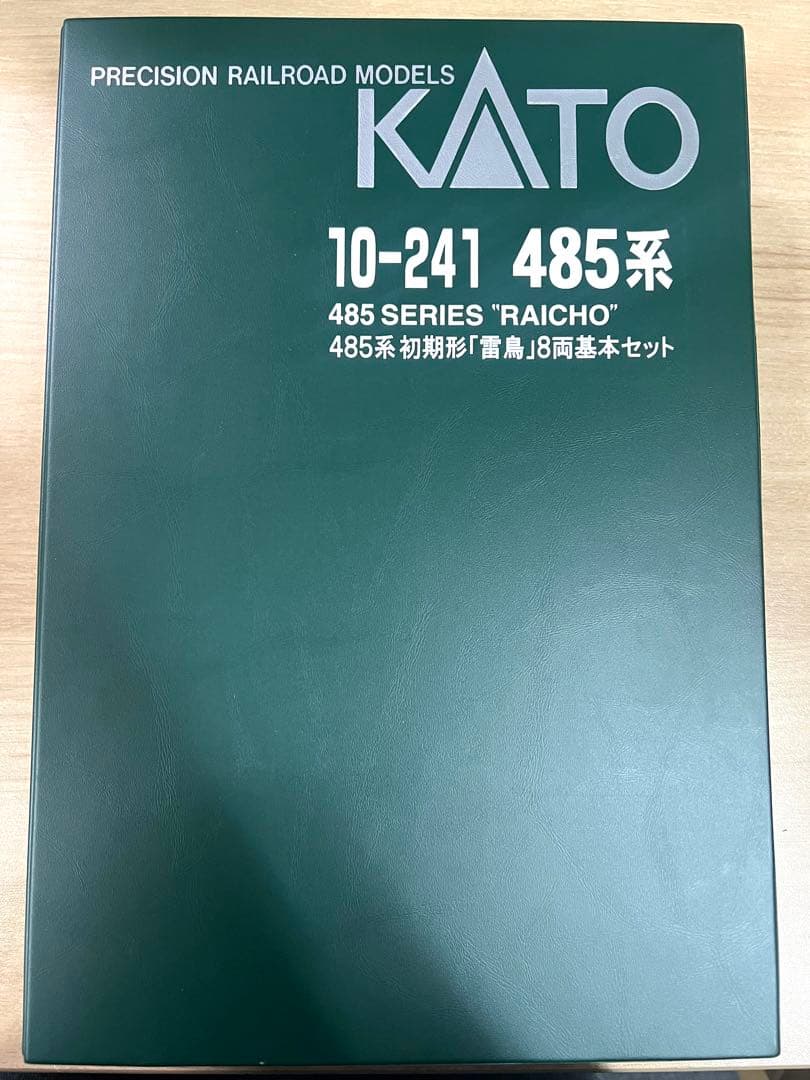 PRECISION RAILROAD MODELS
KATO
10-241 485系
485 SERIES "RAICHO"
485系初期形「雷鳥」8両基本セット